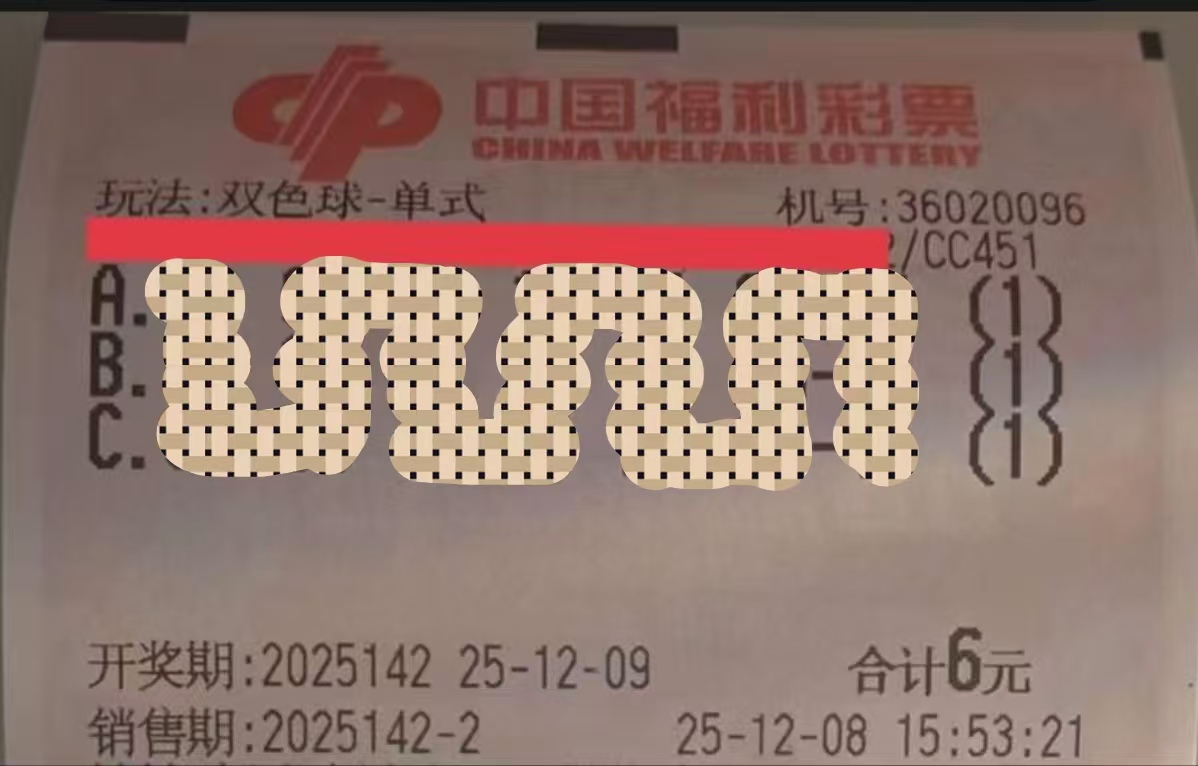 中国福利彩票
CHINA WELFARE LOTTERY
玩法:双色球-单式 机号:36020096
/CC451
A. (1)
B. - (1)
C. - (1)
开奖期:2025142 25-12-09 合计6元
销售期:2025142-2 25-12-08 15:53:21